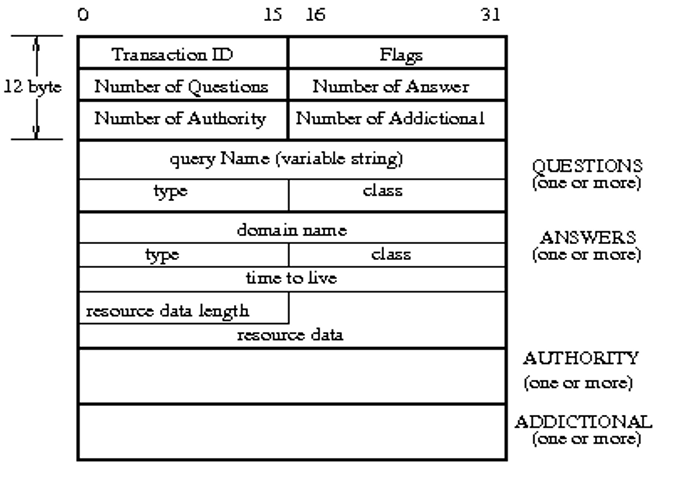 0 15 16 31
Transaction ID Flags
12 byte Number of Questions Number of Answer
Number of Authority Number of Addictional
query Name (variable string)
QUESTIONS
(one or more)
type class
domain name
ANSWERS
(one or more)
type class
time to live
resource data length
resource data
AUTHORITY
(one or more)
ADDICTIONAL
(one or more)